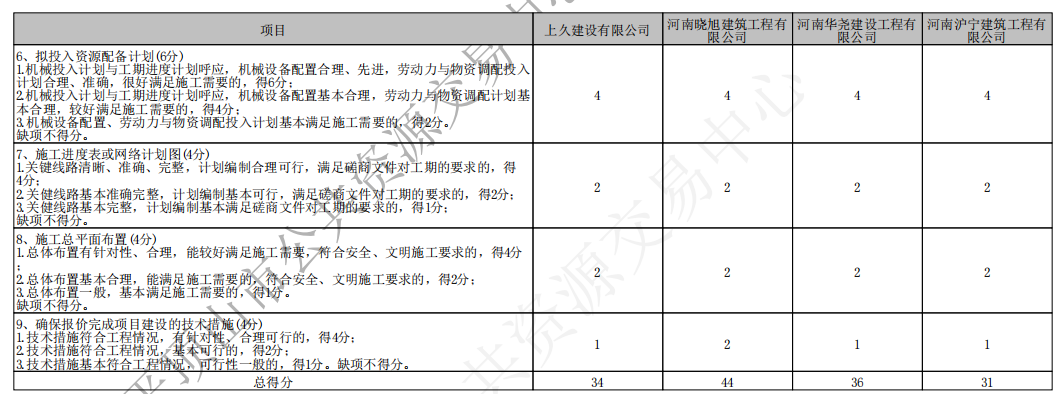 项目 上久建设有限公司 河南晓旭建筑工程有限公司 河南华尧建设工程有限公司 河南沪宁建筑工程有限公司
6、拟投入资源配备计划(6分)
1.机械投入计划与工期进度计划呼应，机械设备配置合理、先进，劳动力与物资调配投入
计划合理、准确，很好满足施工需要的，得6分；
2.机械投入计划与工期进度计划呼应，机械设备配置基本合理，劳动力与物资调配计划基
本合理，较好满足施工需要的，得4分；
3.机械设备配置、劳动力与物资调配投入计划基本满足施工需要的，得2分。
缺项不得分。
4 4 4 4
7、施工进度表或网络计划图(4分)
1.关键线路清晰、准确、完整，计划编制合理可行，满足磋商文件对工期的要求的，得
4分；
2.关健线路基本准确完整，计划编制基本可行，满足磋商文件对工期的要求的，得2分；
3.关健线路基本完整，计划编制基本满足磋商文件对工期的要求的，得1分；
缺项不得分。
2 2 2 2
8、施工总平面布置(4分)
1.总体布置有针对性、合理，能较好满足施工需要，符合安全、文明施工要求的，得4分
；
2.总体布置基本合理，能满足施工需要的，符合安全、文明施工要求的，得2分；
3.总体布置一般，基本满足施工需要的，得1分。
缺项不得分。
2 2 2 2
9、确保报价完成项目建设的技术措施(4分)
1.技术措施符合工程情况，有针对性、合理可行的，得4分；
2.技术措施符合工程情况，基本可行的，得2分；
3.技术措施基本符合工程情况，可行性一般的，得1分。缺项不得分。
1 2 1 1
总得分 34 44 36 31
平顶山市公共资源交易中心
共资源交易中心